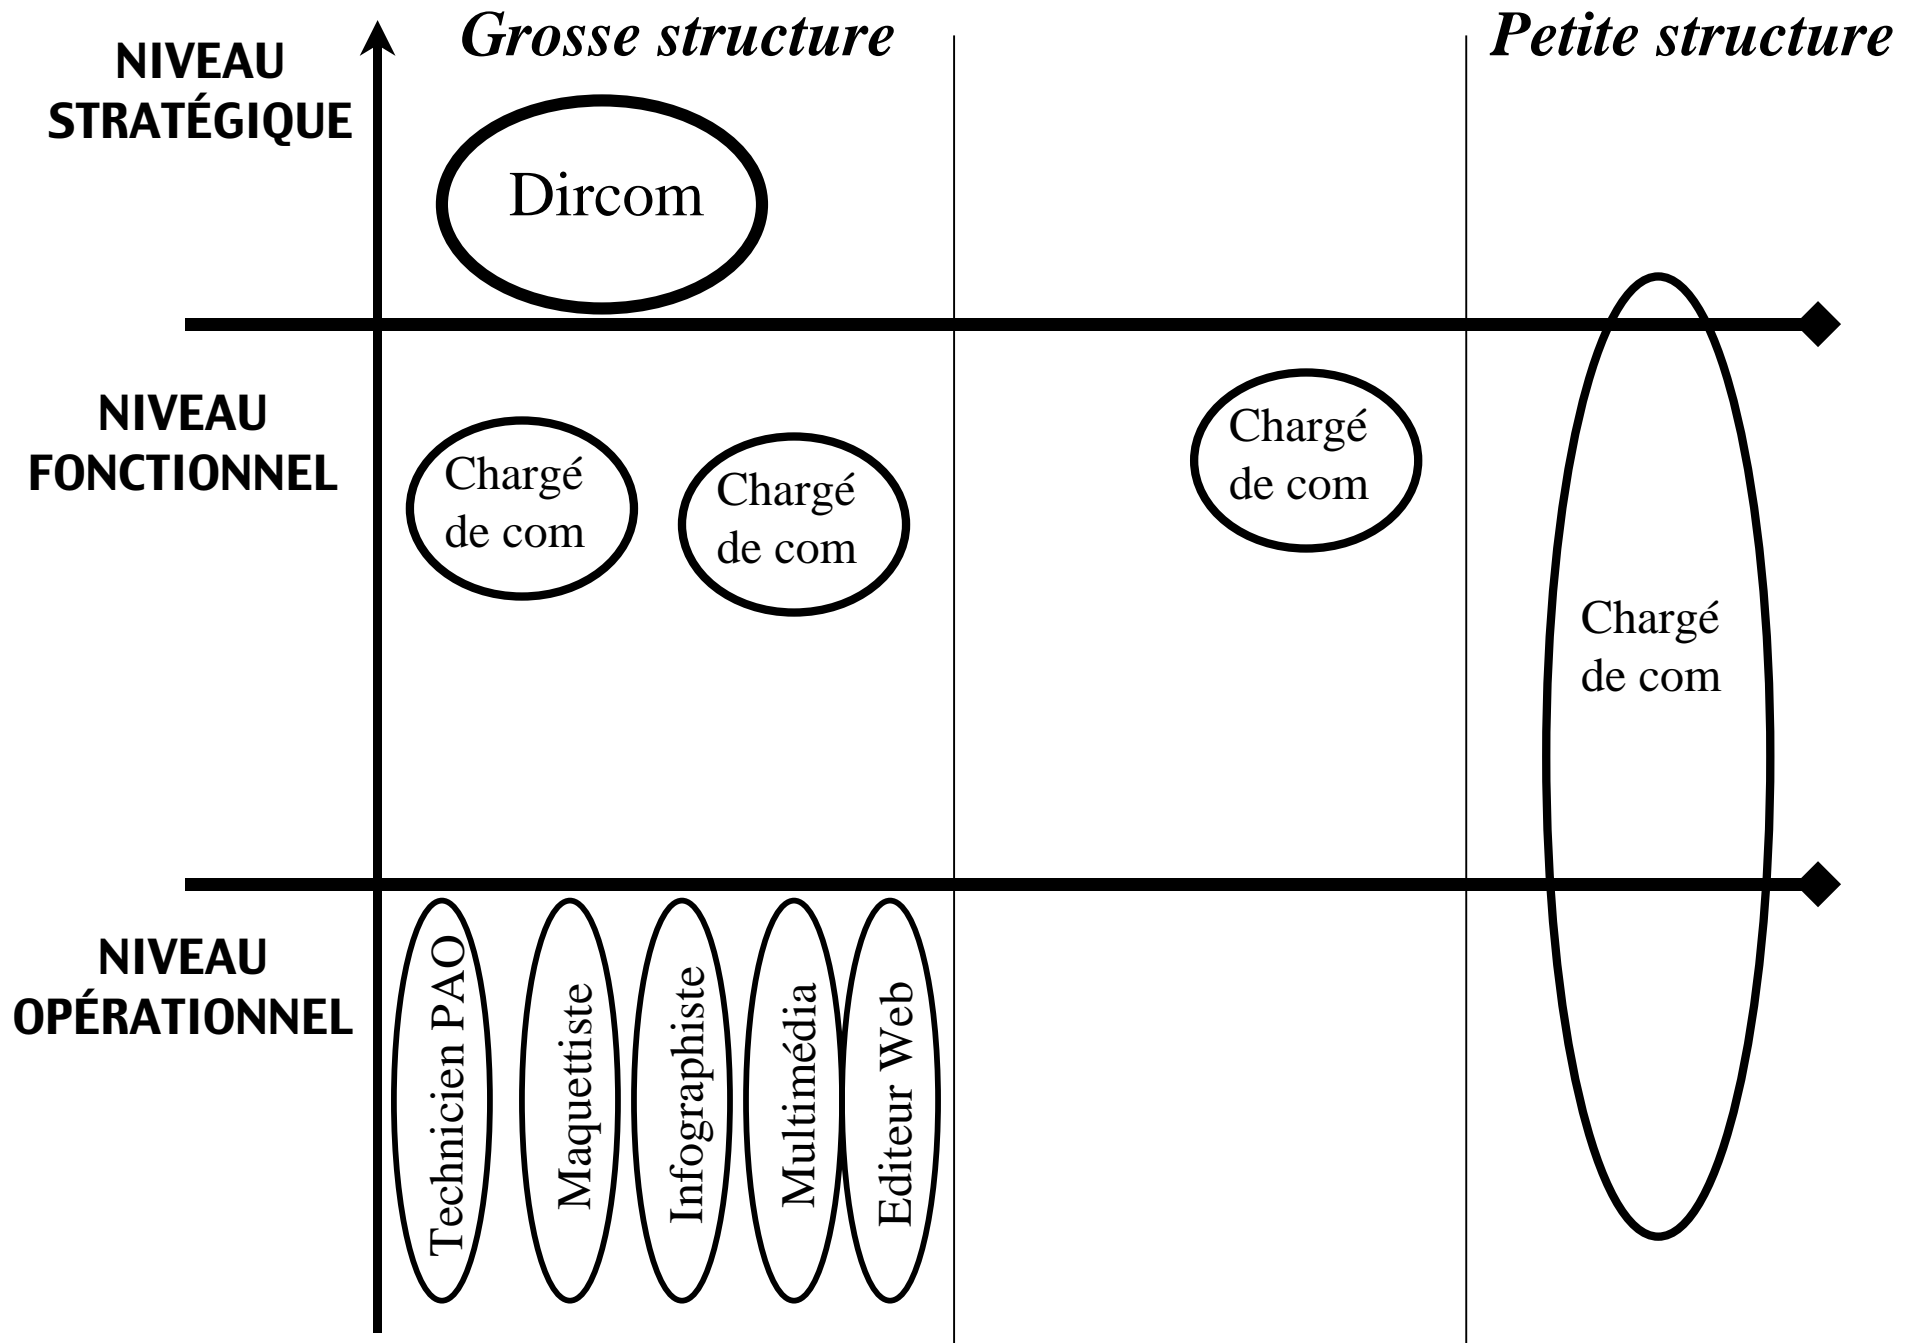 Grosse structure
Petite structure
NIVEAU
STRATÉGIQUE
Dircom
NIVEAU
FONCTIONNEL
Chargé
de com
Chargé
de com
Chargé
de com
Chargé
de com
NIVEAU
OPÉRATIONNEL
Technicien PAO
Maquettiste
Infographiste
Multimédia
Editeur Web